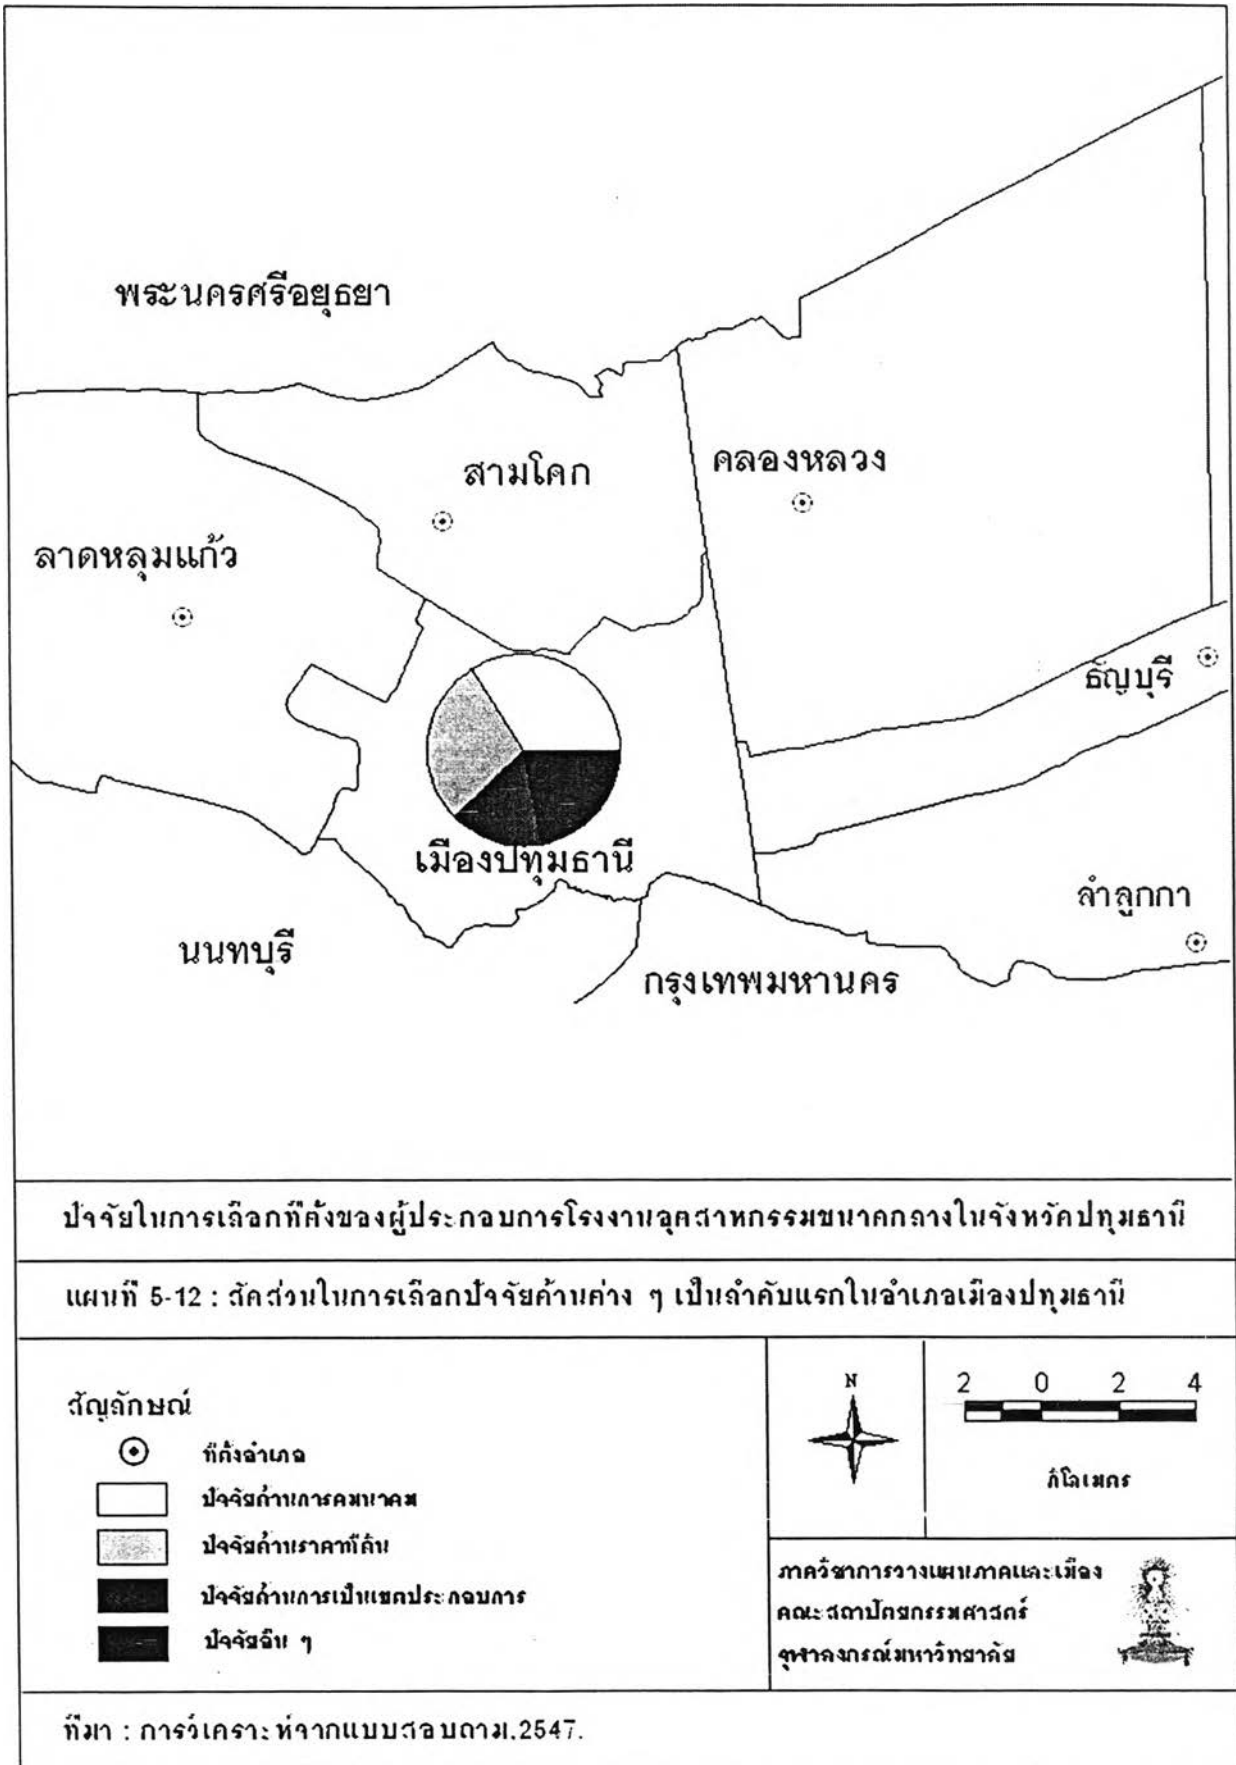 พระนครศรีอยุธยา
สามโคก
คลองหลวง
ลาดหลุมแก้ว
ธัญบุรี
เมืองปทุมธานี
ลำลูกกา
นนทบุรี
กรุงเทพมหานคร
ปัจจัยในการเลือกที่ตั้งของผู้ประกอบการโรงงานอุตสาหกรรมขนาดกลางในจังหวัดปทุมธานี
แผนที่ 5-12 : สัดส่วนในการเลือกปัจจัยด้านต่าง ๆ เป็นลำดับแรกในอำเภอเมืองปทุมธานี
สัญลักษณ์
ที่ตั้งอำเภอ
ปัจจัยด้านการคมนาคม
ปัจจัยด้านราคาที่ดิน
ปัจจัยด้านการเป็นเขตประกอบการ
ปัจจัยอื่น ๆ
N
2 0 2 4
กิโลเมตร
ภาควิชาการวางแผนภาคและเมือง
คณะสถาปัตยกรรมศาสตร์
จุฬาลงกรณ์มหาวิทยาลัย
ที่มา : การวิเคราะห์จากแบบสอบถาม,2547.